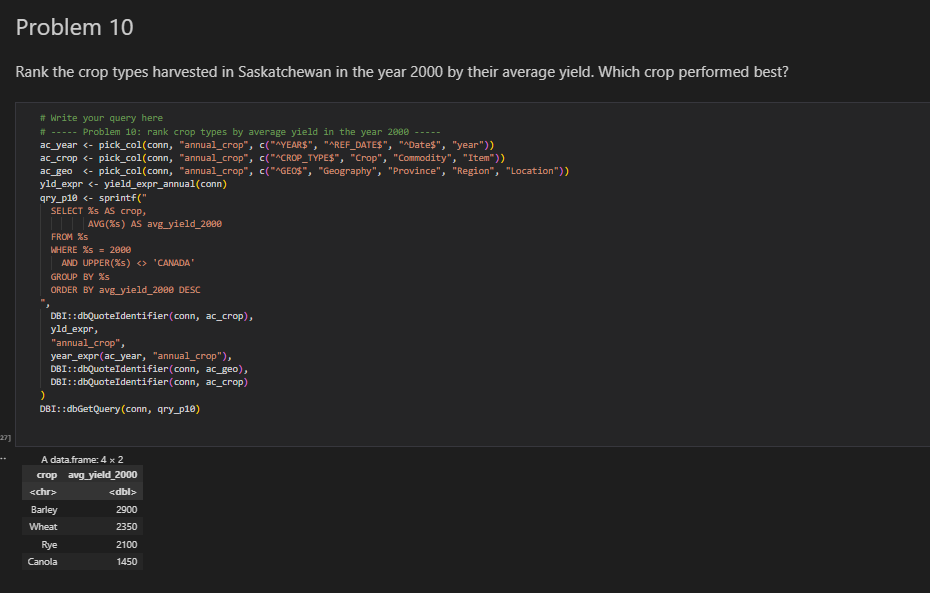 Problem 10
Rank the crop types harvested in Saskatchewan in the year 2000 by their average yield. Which crop performed best?
# Write your query here
# ----- Problem 10: rank crop types by average yield in the year 2000 -----
ac_year <- pick_col(conn, "annual_crop", c("^YEAR$", "^REF_DATE$", "^Date$", "year"))
ac_crop <- pick_col(conn, "annual_crop", c("^CROP_TYPE$", "Crop", "Commodity", "Item"))
ac_geo  <- pick_col(conn, "annual_crop", c("^GEO$", "Geography", "Province", "Region", "Location"))
yld_expr <- yield_expr_annual(conn)
qry_p10 <- sprintf("
SELECT %s AS crop,
AVG(%s) AS avg_yield_2000
FROM %s
WHERE %s = 2000
AND UPPER(%s) <> 'CANADA'
GROUP BY %s
ORDER BY avg_yield_2000 DESC
",
DBI::dbQuoteIdentifier(conn, ac_crop),
yld_expr,
"annual_crop",
year_expr(ac_year, "annual_crop"),
DBI::dbQuoteIdentifier(conn, ac_geo),
DBI::dbQuoteIdentifier(conn, ac_crop)
)
DBI::dbGetQuery(conn, qry_p10)
27]
..
A data.frame: 4 × 2
crop avg_yield_2000
<chr> <dbl>
Barley 2900
Wheat 2350
Rye 2100
Canola 1450